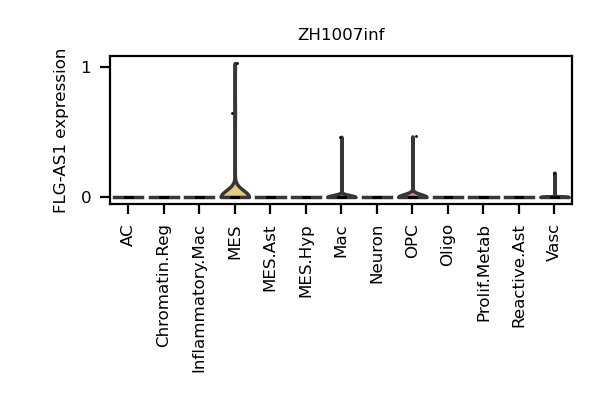 ZH1007inf
FLG-AS1 expression
1
0
AC
Chromatin.Reg
Inflammatory.Mac
MES
MES.Ast
MES.Hyp
Mac
Neuron
OPC
Oligo
Prolif.Metab
Reactive.Ast
Vasc